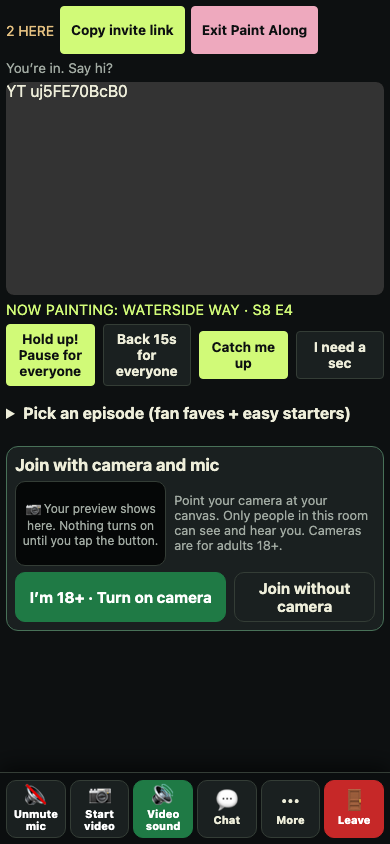 2 HERE
Copy invite link
Exit Paint Along
You’re in. Say hi?
YT uj5FE70BcB0
NOW PAINTING: WATERSIDE WAY · S8 E4
Hold up!
Pause for
everyone
Back 15s
for
everyone
Catch me
up
I need a
sec
Pick an episode (fan faves + easy starters)
Join with camera and mic
Your preview shows
here. Nothing turns on
until you tap the button.
Point your camera at your
canvas. Only people in this room
can see and hear you. Cameras
are for adults 18+.
I’m 18+ · Turn on camera
Join without
camera
Unmute
mic
Start
video
Video
sound
Chat
More
Leave